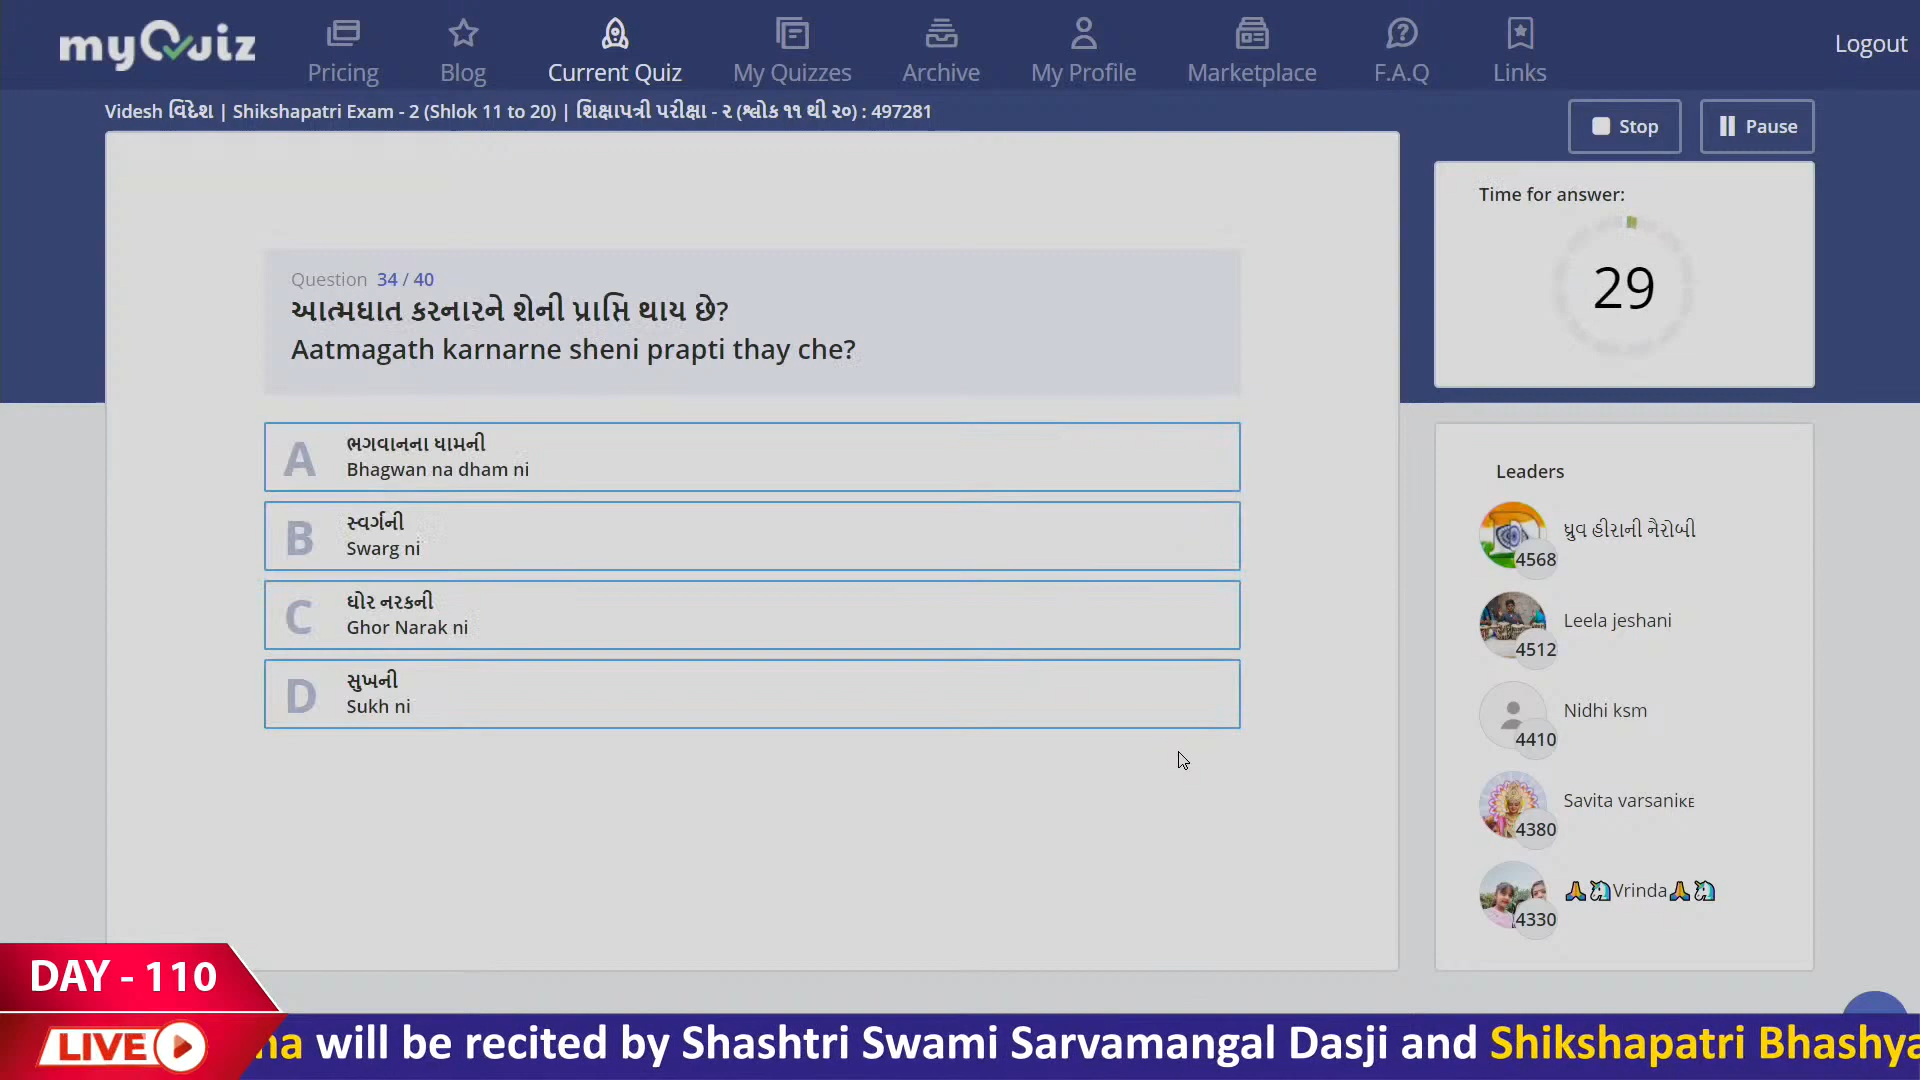 myQuiz
Pricing
Blog
Current Quiz
My Quizzes
Archive
My Profile
Marketplace
F.A.Q
Links
Logout
Videsh વિદેશ | Shikshapatri Exam - 2 (Shlok 11 to 20) | શિક્ષાપત્રી પરીક્ષા - ૨ (શ્લોક ૧૧ થી ૨૦) : 497281
Stop
Pause
Time for answer:
29
Question 34 / 40
આત્મઘાત કરનારને શેની પ્રાપ્તિ થાય છે?
Aatmagath karnarne sheni prapti thay che?
A
ભગવાનના ધામની
Bhagwan na dham ni
B
સ્વર્ગની
Swarg ni
C
ઘોર નરકની
Ghor Narak ni
D
સુખની
Sukh ni
Leaders
ધ્રુવ હીરાની નૈરોબી
4568
Leela jeshani
4512
Nidhi ksm
4410
Savita varsaniᴋᴇ
4380
🙏🦄Vrinda🙏🦄
4330
DAY - 110
LIVE
will be recited by Shashtri Swami Sarvamangal Dasji and Shikshapatri Bhashya